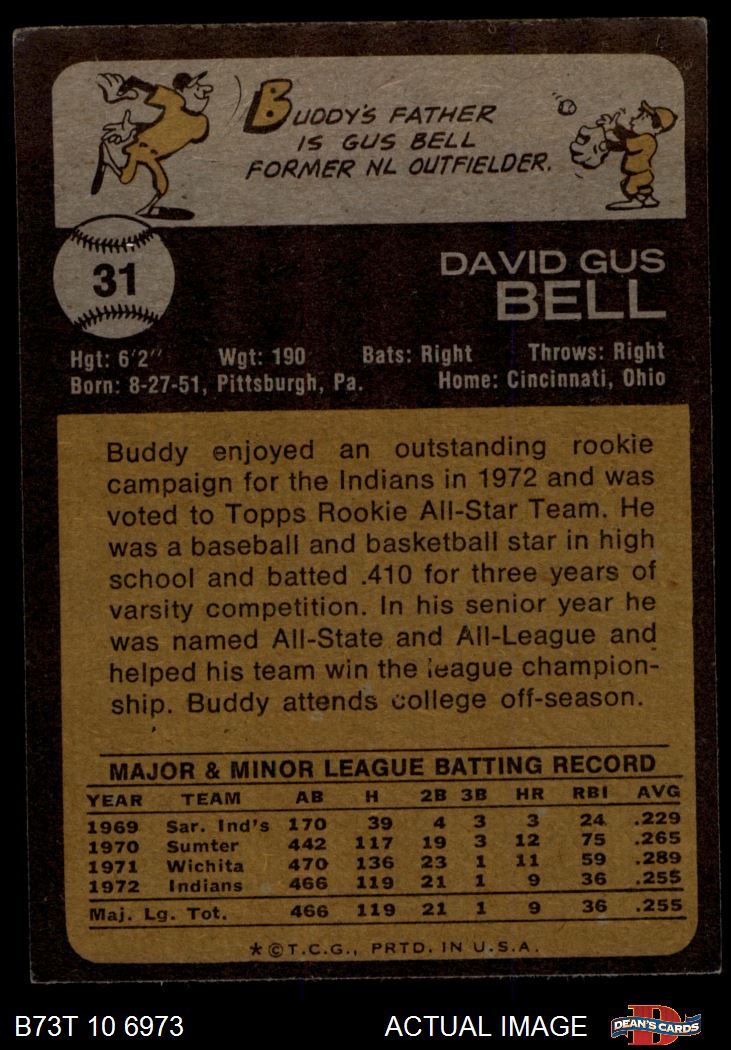 BUDDY'S FATHER
IS GUS BELL
FORMER NL OUTFIELDER.
31
DAVID GUS
BELL
Hgt: 6'2" Wgt: 190 Bats: Right Throws: Right
Born: 8-27-51, Pittsburgh, Pa. Home: Cincinnati, Ohio
Buddy enjoyed an outstanding rookie
campaign for the Indians in 1972 and was
voted to Topps Rookie All-Star Team. He
was a baseball and basketball star in high
school and batted .410 for three years of
varsity competition. In his senior year he
was named All-State and All-League and
helped his team win the league champion-
ship. Buddy attends college off-season.
MAJOR & MINOR LEAGUE BATTING RECORD
YEAR TEAM AB H 2B 3B HR RBI AVG
1969 Sar. Ind's 170 39 4 3 3 24 .229
1970 Sumter 442 117 19 3 12 75 .265
1971 Wichita 470 136 23 1 11 59 .289
1972 Indians 466 119 21 1 9 36 .255
Maj. Lg. Tot. 466 119 21 1 9 36 .255
*©T.C.G., PRTD. IN U.S.A.
B73T 10 6973 ACTUAL IMAGE DEAN'S CARDS